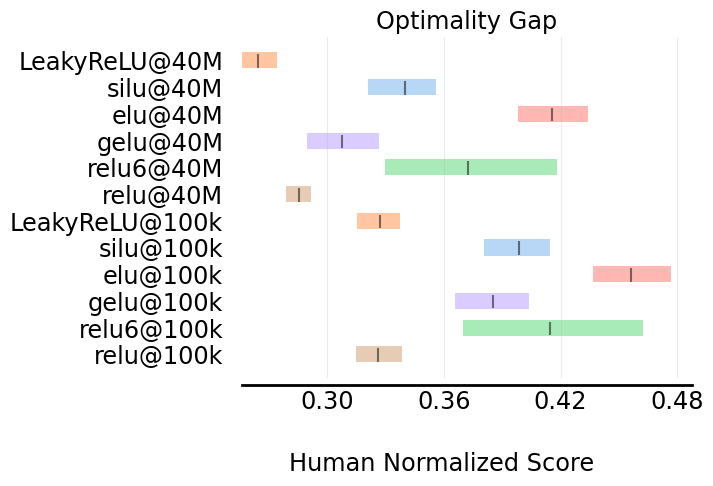 Optimality Gap
LeakyReLU@40M
silu@40M
elu@40M
gelu@40M
relu6@40M
relu@40M
LeakyReLU@100k
silu@100k
elu@100k
gelu@100k
relu6@100k
relu@100k
0.30 0.36 0.42 0.48
Human Normalized Score